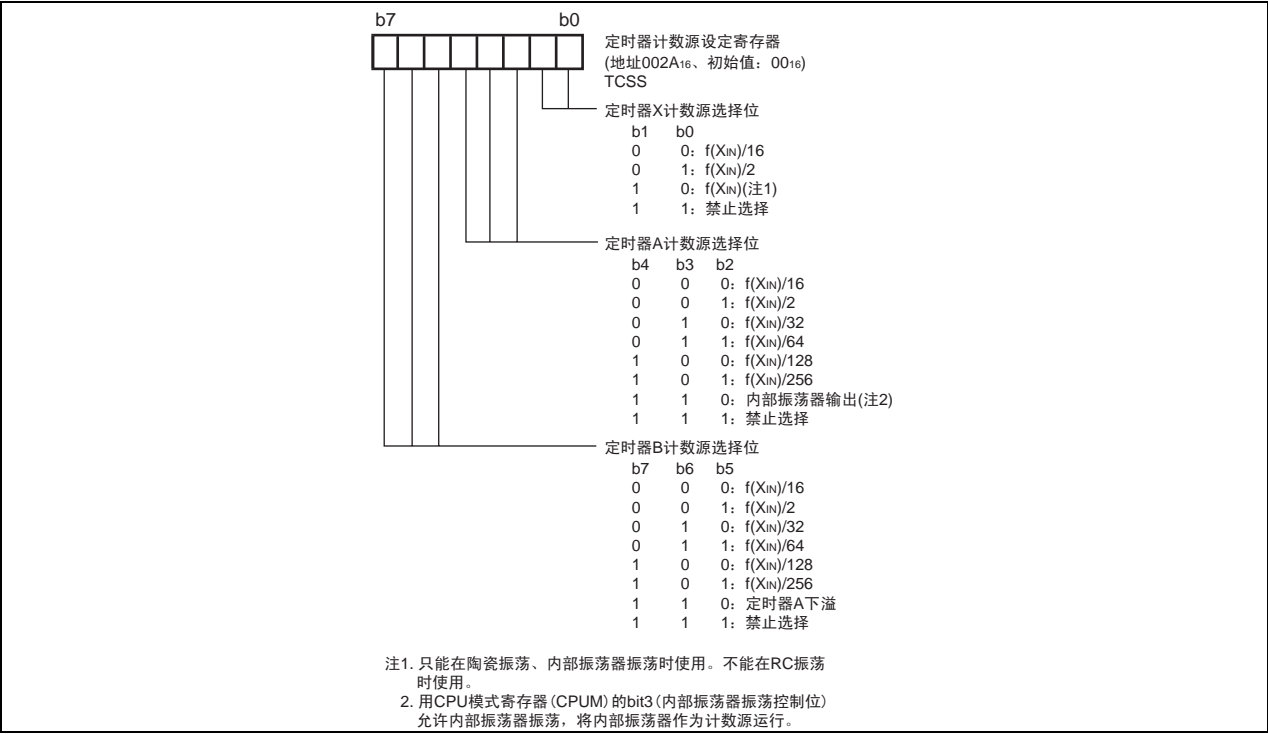 b7 b0
定时器计数源设定寄存器
(地址002A16、初始值：0016)
TCSS
定时器X计数源选择位
b1 b0
0 0：f(XIN)/16
0 1：f(XIN)/2
1 0：f(XIN)(注1)
1 1：禁止选择
定时器A计数源选择位
b4 b3 b2
0 0 0：f(XIN)/16
0 0 1：f(XIN)/2
0 1 0：f(XIN)/32
0 1 1：f(XIN)/64
1 0 0：f(XIN)/128
1 0 1：f(XIN)/256
1 1 0：内部振荡器输出(注2)
1 1 1：禁止选择
定时器B计数源选择位
b7 b6 b5
0 0 0：f(XIN)/16
0 0 1：f(XIN)/2
0 1 0：f(XIN)/32
0 1 1：f(XIN)/64
1 0 0：f(XIN)/128
1 0 1：f(XIN)/256
1 1 0：定时器A下溢
1 1 1：禁止选择
注1. 只能在陶瓷振荡、内部振荡器振荡时使用。不能在RC振荡
时使用。
2. 用CPU模式寄存器(CPUM)的bit3(内部振荡器振荡控制位)
允许内部振荡器振荡，将内部振荡器作为计数源运行。